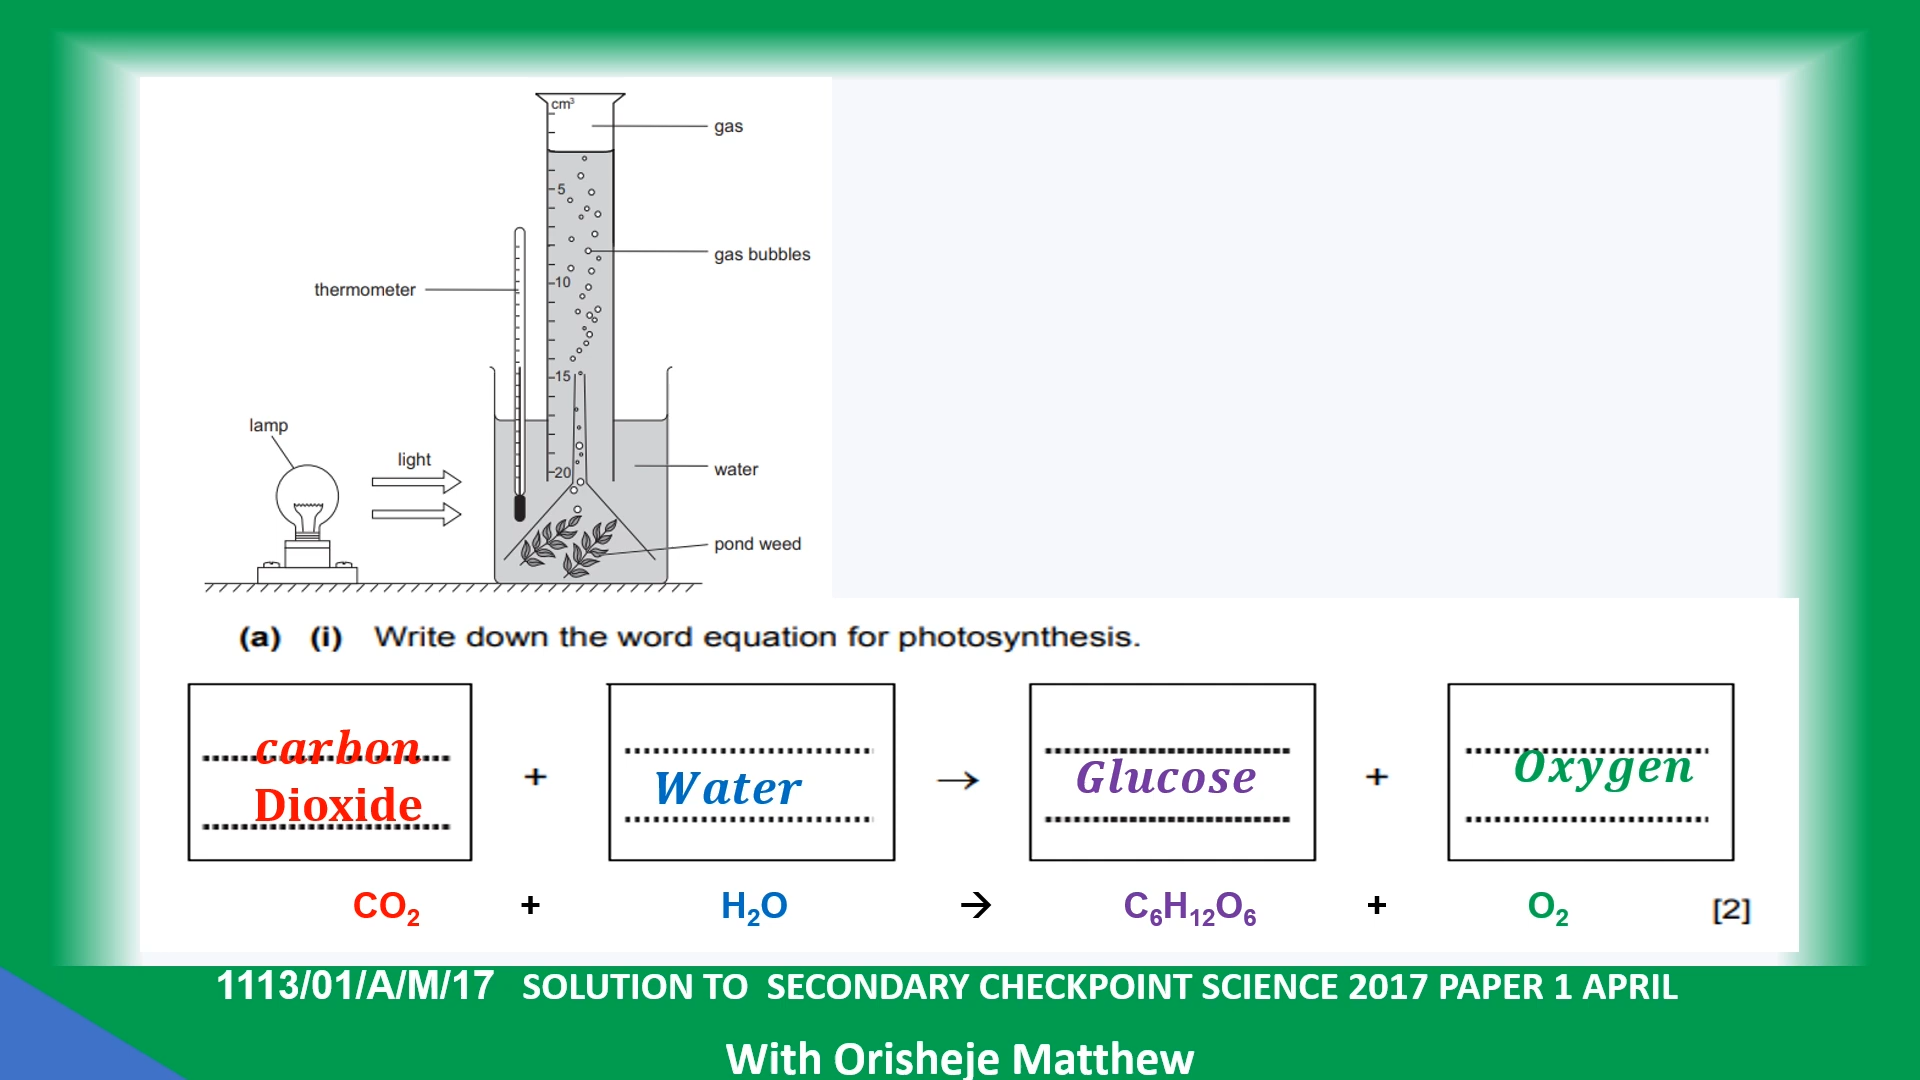 cm³
gas
5
gas bubbles
thermometer
10
15
lamp
light
water
20
pond weed
(a) (i) Write down the word equation for photosynthesis.
carbon Dioxide + Water → Glucose + Oxygen
CO₂ + H₂O → C₆H₁₂O₆ + O₂ [2]
1113/01/A/M/17 SOLUTION TO SECONDARY CHECKPOINT SCIENCE 2017 PAPER 1 APRIL
With Orisheje Matthew